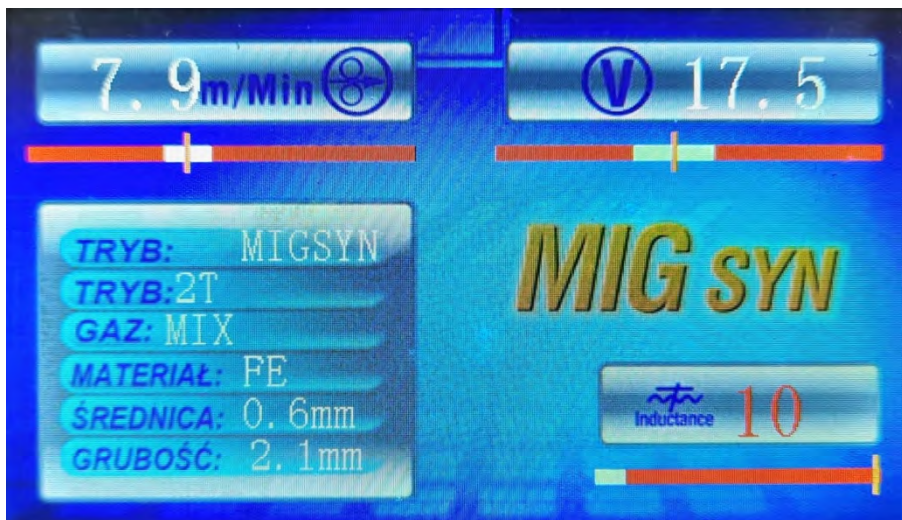 7.9m/Min
V 17.5
TRYB: MIGSYN
TRYB:2T
GAZ: MIX
MATERIAŁ: FE
ŚREDNICA: 0.6mm
GRUBOŚĆ: 2.1mm
MIG SYN
Inductance 10